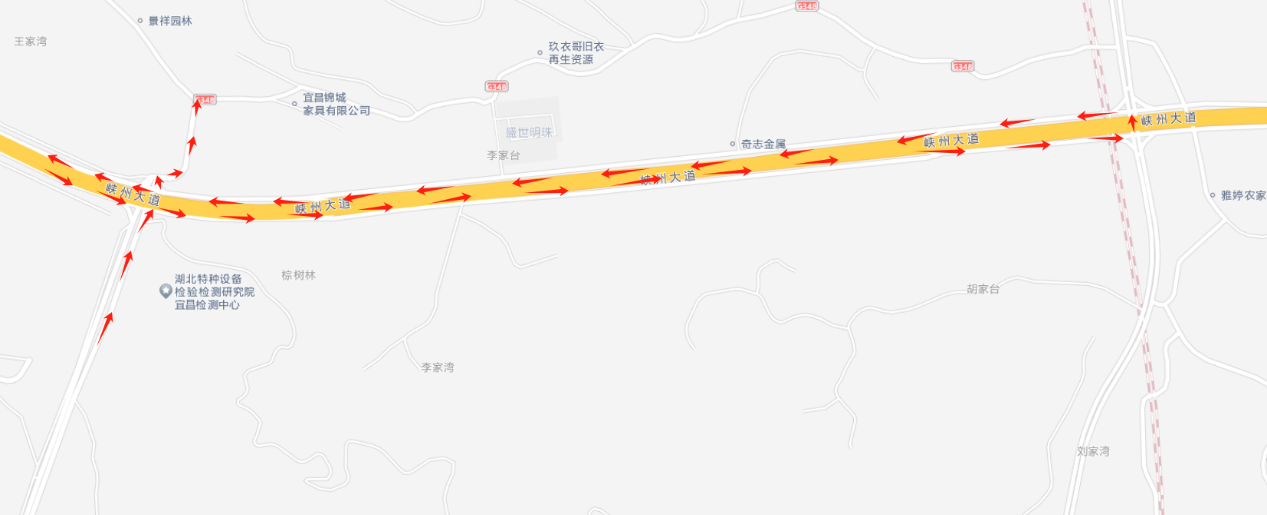 景祥园林
王家湾
G348
玖衣哥旧衣
再生资源
G348
G348
G348
宜昌锦城
家具有限公司
盛世明珠
李家台
奇志金属
峡州大道
峡州大道
峡州大道
峡州大道
峡州大道
雅婷农家
湖北特种设备
检验检测研究院
宜昌检测中心
棕树林
胡家台
李家湾
刘家湾